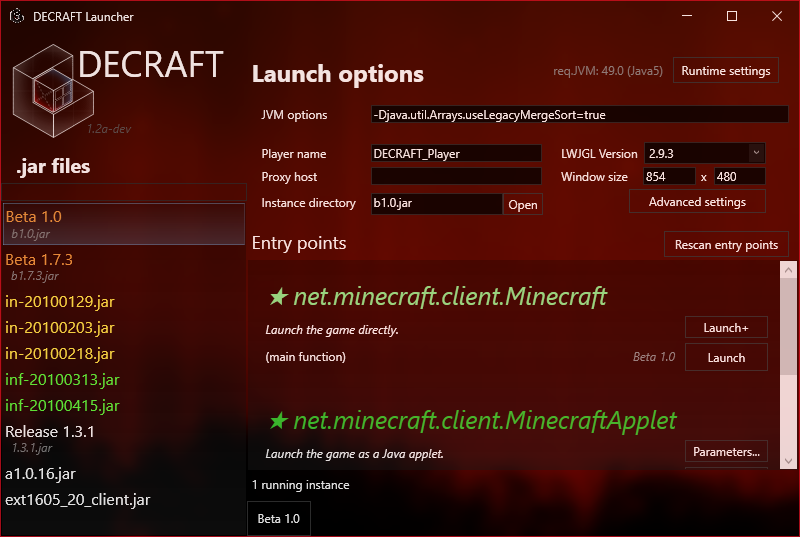 DECRAFT Launcher
DECRAFT
1.2a-dev
.jar files
Beta 1.0
b1.0.jar
Beta 1.7.3
b1.7.3.jar
in-20100129.jar
in-20100203.jar
in-20100218.jar
inf-20100313.jar
inf-20100415.jar
Release 1.3.1
1.3.1.jar
a1.0.16.jar
ext1605_20_client.jar
Launch options
req.JVM: 49.0 (Java5)
Runtime settings
JVM options
-Djava.util.Arrays.useLegacyMergeSort=true
Player name
DECRAFT_Player
LWJGL Version
2.9.3
Proxy host
Window size
854 x 480
Instance directory
b1.0.jar
Open
Advanced settings
Entry points
Rescan entry points
★ net.minecraft.client.Minecraft
Launch the game directly.
Launch+
(main function)
Beta 1.0
Launch
★ net.minecraft.client.MinecraftApplet
Launch the game as a Java applet.
Parameters...
1 running instance
Beta 1.0